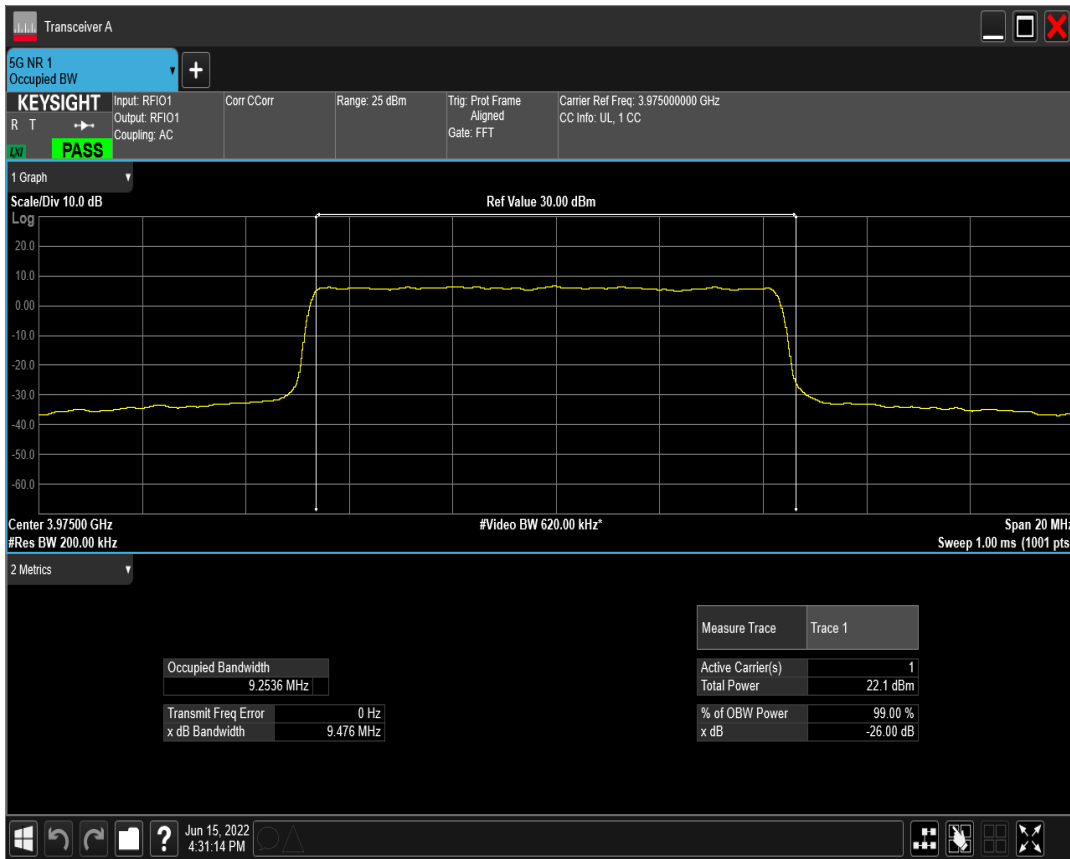 Transceiver A
5G NR 1
Occupied BW
KEYSIGHT
R T
LXI
PASS
Input: RFIO1
Output: RFIO1
Coupling: AC
Corr CCorr
Range: 25 dBm
Trig: Prot Frame
Aligned
Gate: FFT
Carrier Ref Freq: 3.975000000 GHz
CC Info: UL, 1 CC
1 Graph
Scale/Div 10.0 dB
Ref Value 30.00 dBm
Log
20.0
10.0
0.00
-10.0
-20.0
-30.0
-40.0
-50.0
-60.0
Center 3.97500 GHz
#Video BW 620.00 kHz*
Span 20 MHz
#Res BW 200.00 kHz
Sweep 1.00 ms (1001 pts
2 Metrics
Measure Trace Trace 1
Occupied Bandwidth
9.2536 MHz
Active Carrier(s) 1
Total Power 22.1 dBm
Transmit Freq Error 0 Hz
x dB Bandwidth 9.476 MHz
% of OBW Power 99.00 %
x dB -26.00 dB
?
Jun 15, 2022
4:31:14 PM